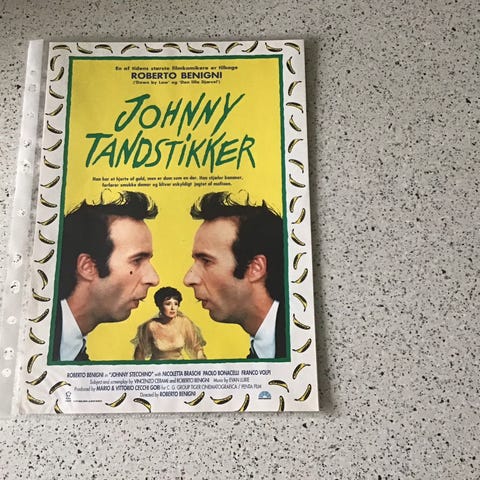 En af tidens største filmkomikere er tilbage
ROBERTO BENIGNI
('Down by Law' og 'Den lille Djævel')
JOHNNY
TANDSTIKKER
Han har et hjerte af guld, men er dum som en dør. Han stjæler bananer,
forfører smukke damer og bliver uskyldigt jagtet af mafiaen.
ROBERTO BENIGNI in "JOHNNY STECCHINO" with NICOLETTA BRASCHI PAOLO BONACELLI FRANCO VOLPI
Subject and screenplay by VINCENZO CERAMI and ROBERTO BENIGNI Music by EVAN LURIE
Produced by MARIO & VITTORIO CECCHI GORI for C. G. GROUP TIGER CINEMATOGRAFICA / PENTA FILM
Directed by ROBERTO BENIGNI